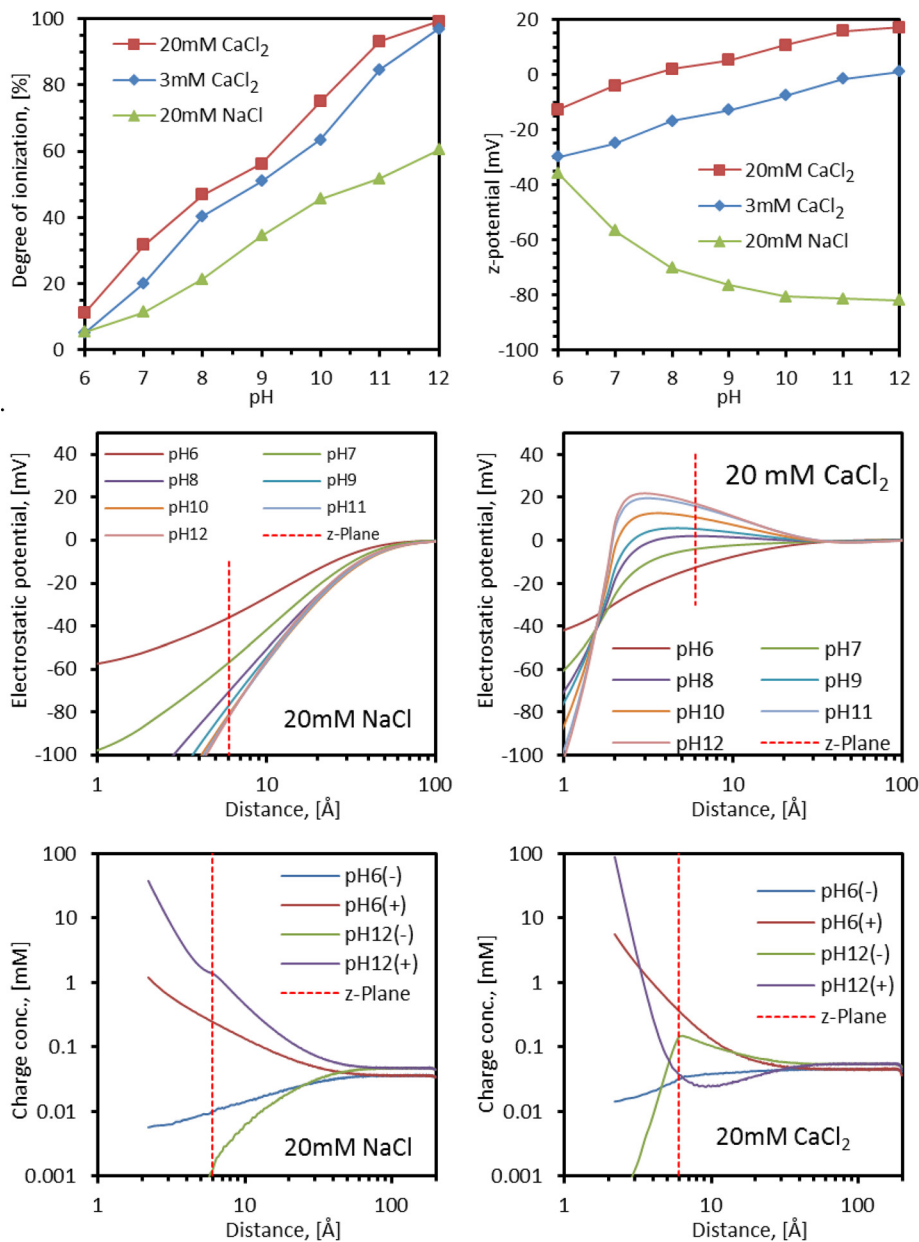 Degree of ionization, [%]
100
80
60
40
20
0
20mM CaCl₂
3mM CaCl₂
20mM NaCl
6 7 8 9 10 11 12
pH
z-potential [mV]
20
0
-20
-40
-60
-80
-100
20mM CaCl₂
3mM CaCl₂
20mM NaCl
6 7 8 9 10 11 12
pH
.
Electrostatic potential, [mV]
40
20
0
-20
-40
-60
-80
-100
pH6 pH7
pH8 pH9
pH10 pH11
pH12 z-Plane
20mM NaCl
1 10 100
Distance, [Å]
Electrostatic potential, [mV]
40
20
0
-20
-40
-60
-80
-100
20 mM CaCl₂
pH6 pH7
pH8 pH9
pH10 pH11
pH12 z-Plane
1 10 100
Distance, [Å]
Charge conc., [mM]
100
10
1
0.1
0.01
0.001
pH6(-)
pH6(+)
pH12(-)
pH12(+)
z-Plane
20mM NaCl
1 10 100
Distance, [Å]
Charge conc., [mM]
100
10
1
0.1
0.01
0.001
pH6(-)
pH6(+)
pH12(-)
pH12(+)
z-Plane
20mM CaCl₂
1 10 100
Distance, [Å]